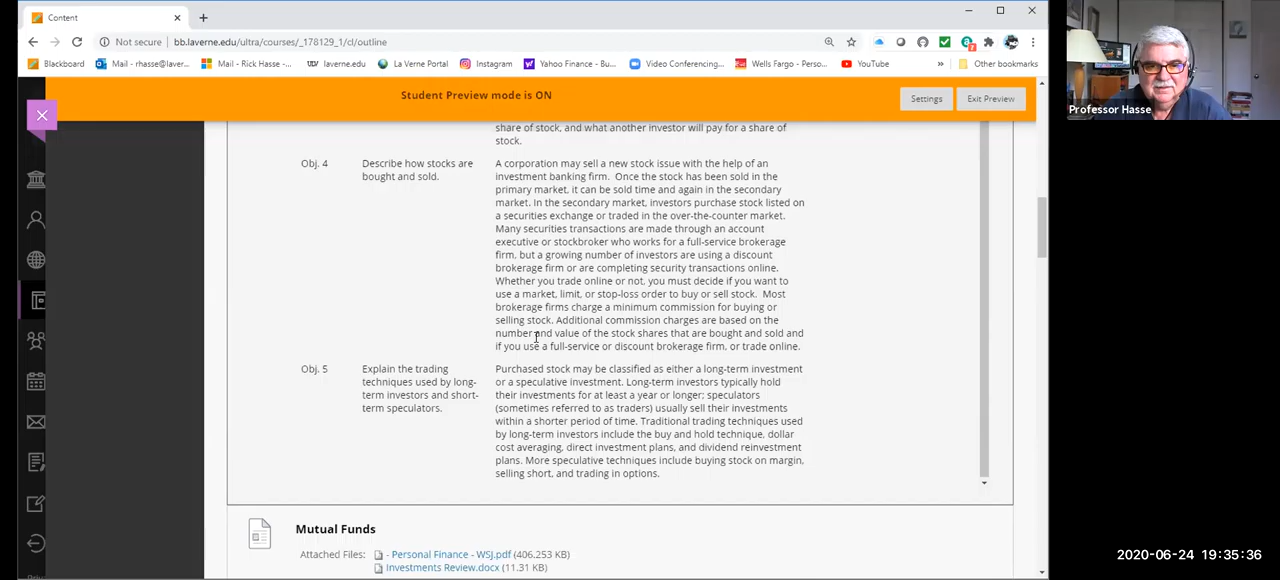 Content
Not secure | bb.laverne.edu/ultra/courses/_178129_1/cl/outline
Blackboard Mail - rhasse@laver... Mail - Rick Hasse -... laverne.edu La Verne Portal Instagram Yahoo Finance - Bu... Video Conferencing... Wells Fargo - Perso... YouTube » Other bookmarks
Student Preview mode is ON
Settings
Exit Preview
Professor Hasse
share of stock, and what another investor will pay for a share of
stock.
Obj. 4 Describe how stocks are
bought and sold.
A corporation may sell a new stock issue with the help of an
investment banking firm. Once the stock has been sold in the
primary market, it can be sold time and again in the secondary
market. In the secondary market, investors purchase stock listed on
a securities exchange or traded in the over-the-counter market.
Many securities transactions are made through an account
executive or stockbroker who works for a full-service brokerage
firm, but a growing number of investors are using a discount
brokerage firm or are completing security transactions online.
Whether you trade online or not, you must decide if you want to
use a market, limit, or stop-loss order to buy or sell stock. Most
brokerage firms charge a minimum commission for buying or
selling stock. Additional commission charges are based on the
number and value of the stock shares that are bought and sold and
if you use a full-service or discount brokerage firm, or trade online.
Obj. 5 Explain the trading
techniques used by long-
term investors and short-
term speculators.
Purchased stock may be classified as either a long-term investment
or a speculative investment. Long-term investors typically hold
their investments for at least a year or longer; speculators
(sometimes referred to as traders) usually sell their investments
within a shorter period of time. Traditional trading techniques used
by long-term investors include the buy and hold technique, dollar
cost averaging, direct investment plans, and dividend reinvestment
plans. More speculative techniques include buying stock on margin,
selling short, and trading in options.
Mutual Funds
Attached Files: - Personal Finance - WSJ.pdf (406.253 KB)
Investments Review.docx (11.31 KB)
2020-06-24 19:35:36